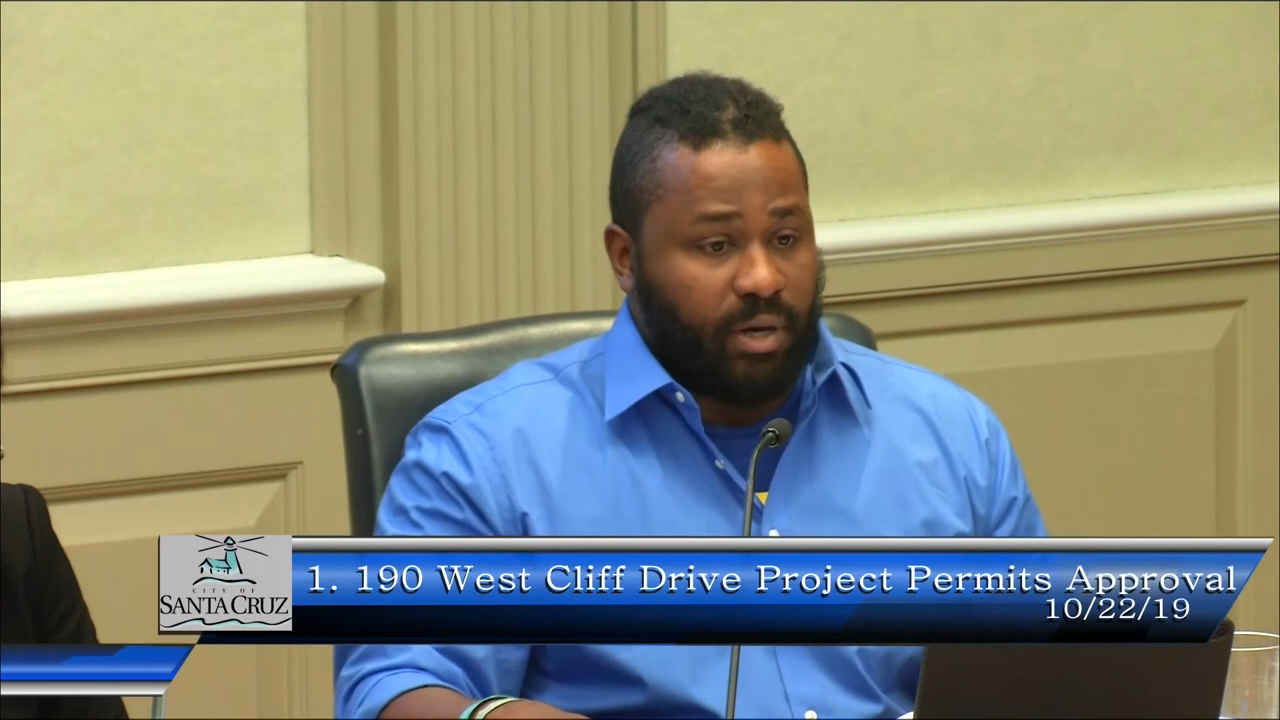 CITY OF
SANTA CRUZ
1. 190 West Cliff Drive Project Permits Approval
10/22/19